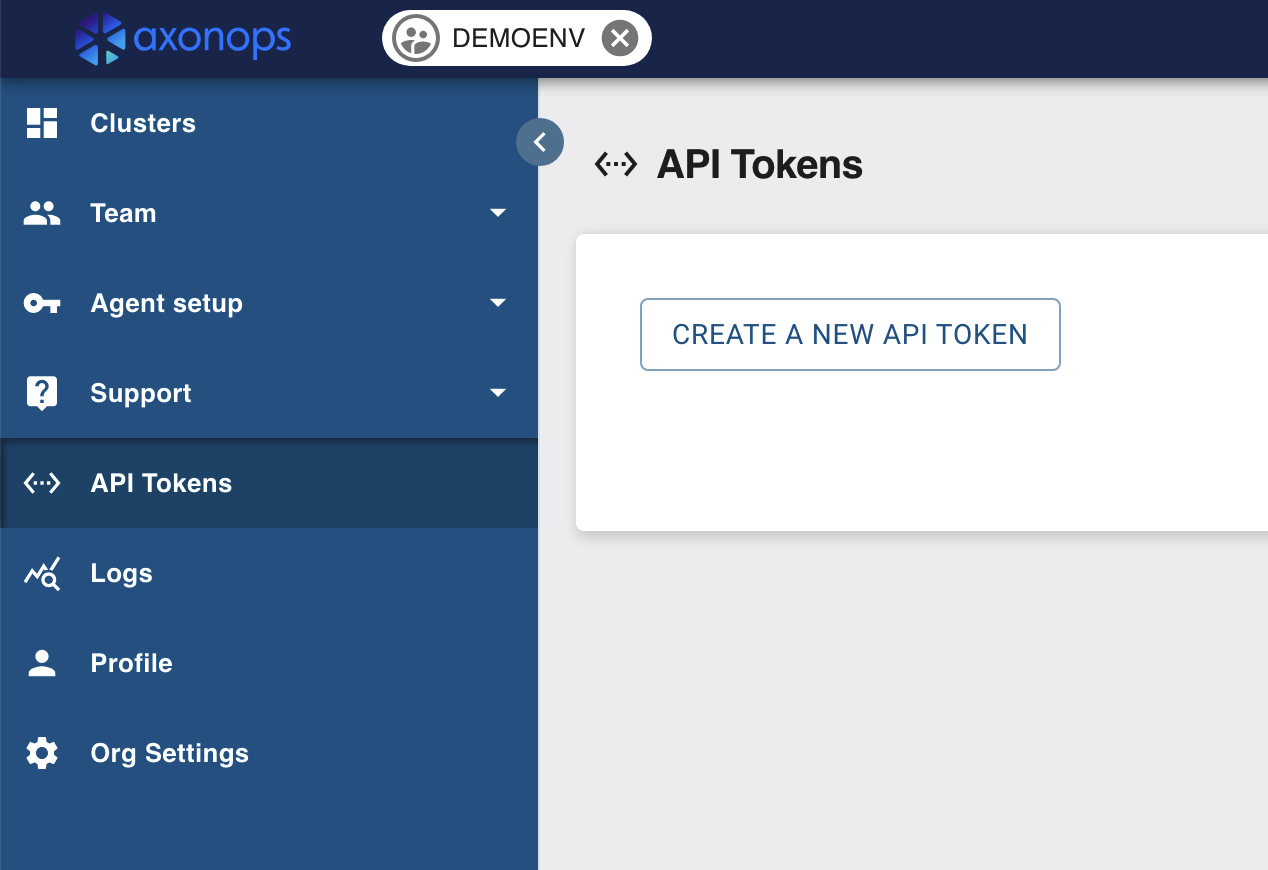 axonops
DEMOENV
Clusters
Team
Agent setup
Support
API Tokens
Logs
Profile
Org Settings
API Tokens
CREATE A NEW API TOKEN